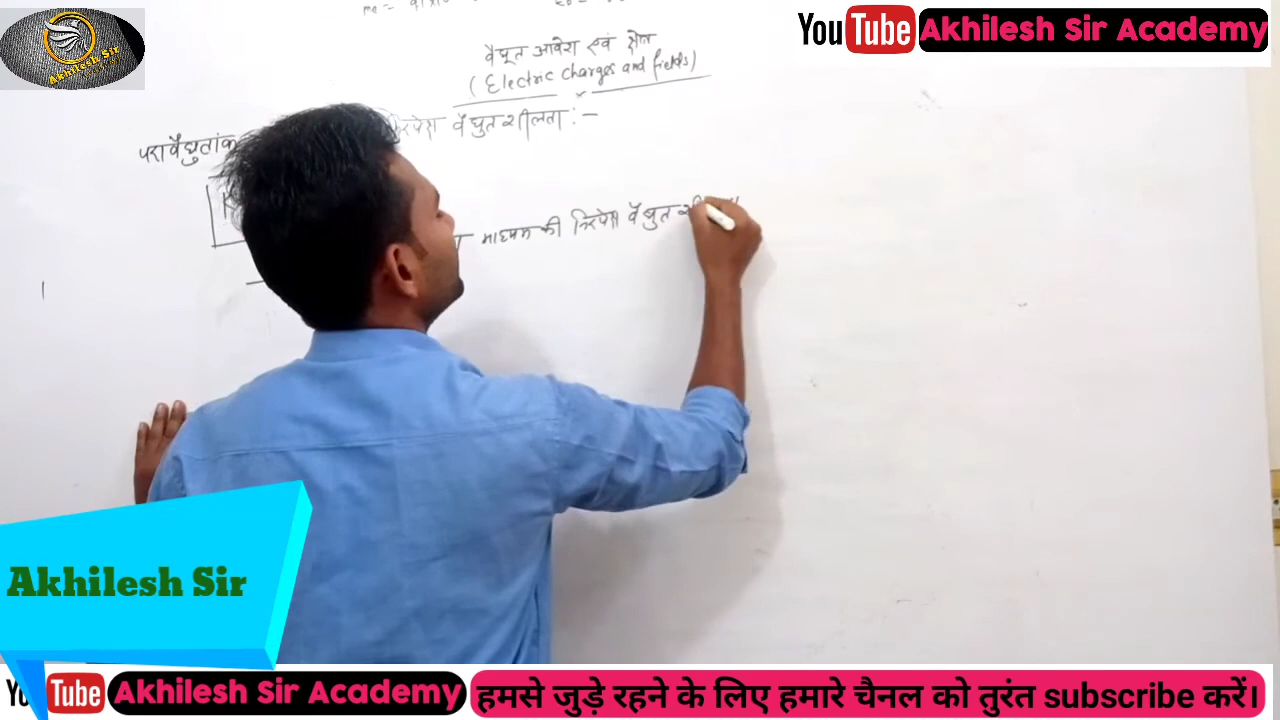 Akhilesh Sir
YouTube Akhilesh Sir Academy
वैद्युत आवेश एवं क्षेत्र
(Electric charges and fields)
परावैद्युतांक वैद्युतशीलता :-
माध्यम की निरपेक्ष वैद्युत
Akhilesh Sir
YouTube Akhilesh Sir Academy हमसे जुड़े रहने के लिए हमारे चैनल को तुरंत subscribe करें।